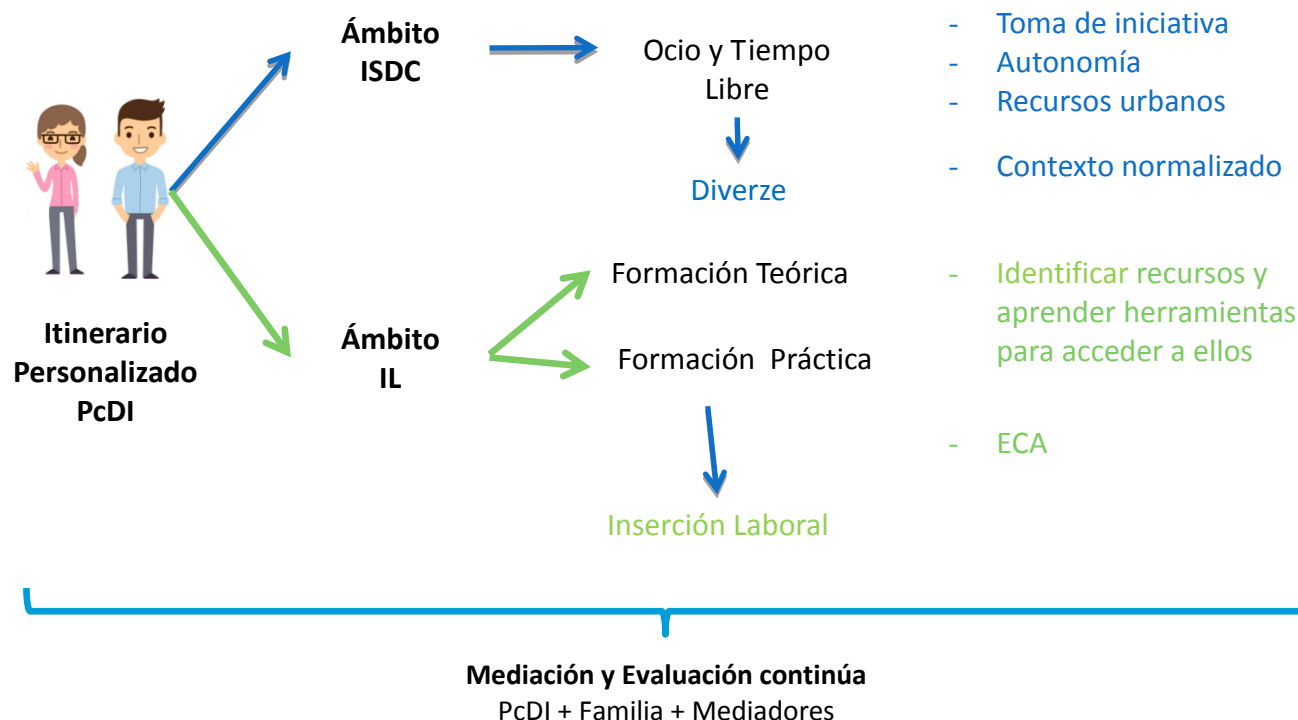 Ámbito
ISDC
Ocio y Tiempo
Libre
Diverze
- Toma de iniciativa
- Autonomía
- Recursos urbanos
- Contexto normalizado
Itinerario
Personalizado
PcDI
Ámbito
IL
Formación Teórica
Formación  Práctica
Inserción Laboral
- Identificar recursos y
aprender herramientas
para acceder a ellos
- ECA
Mediación y Evaluación continúa
PcDI + Familia + Mediadores